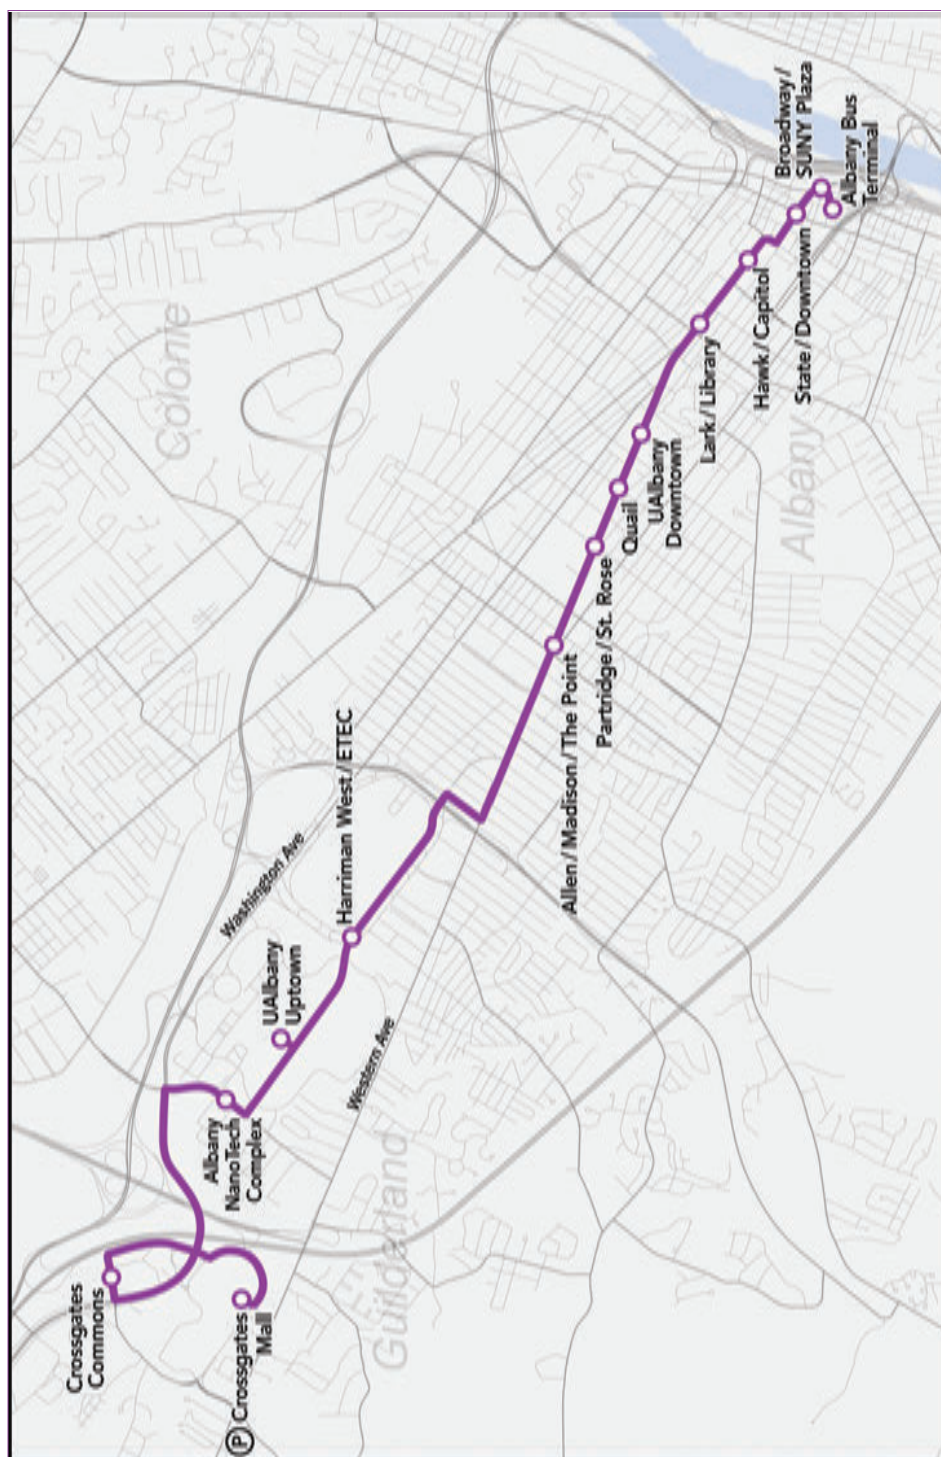 Crossgates
Commons
Ⓟ Crossgates
Mall
Albany
NanoTech
Complex
UAlbany
Uptown
Harriman West / ETEC
Washington Ave
Western Ave
Guilderland
Colonie
Allen / Madison / The Point
Partridge / St. Rose
Quail
UAlbany
Downtown
Lark / Library
Hawk / Capitol
State / Downtown
Albany
Broadway /
SUNY Plaza
Albany Bus
Terminal